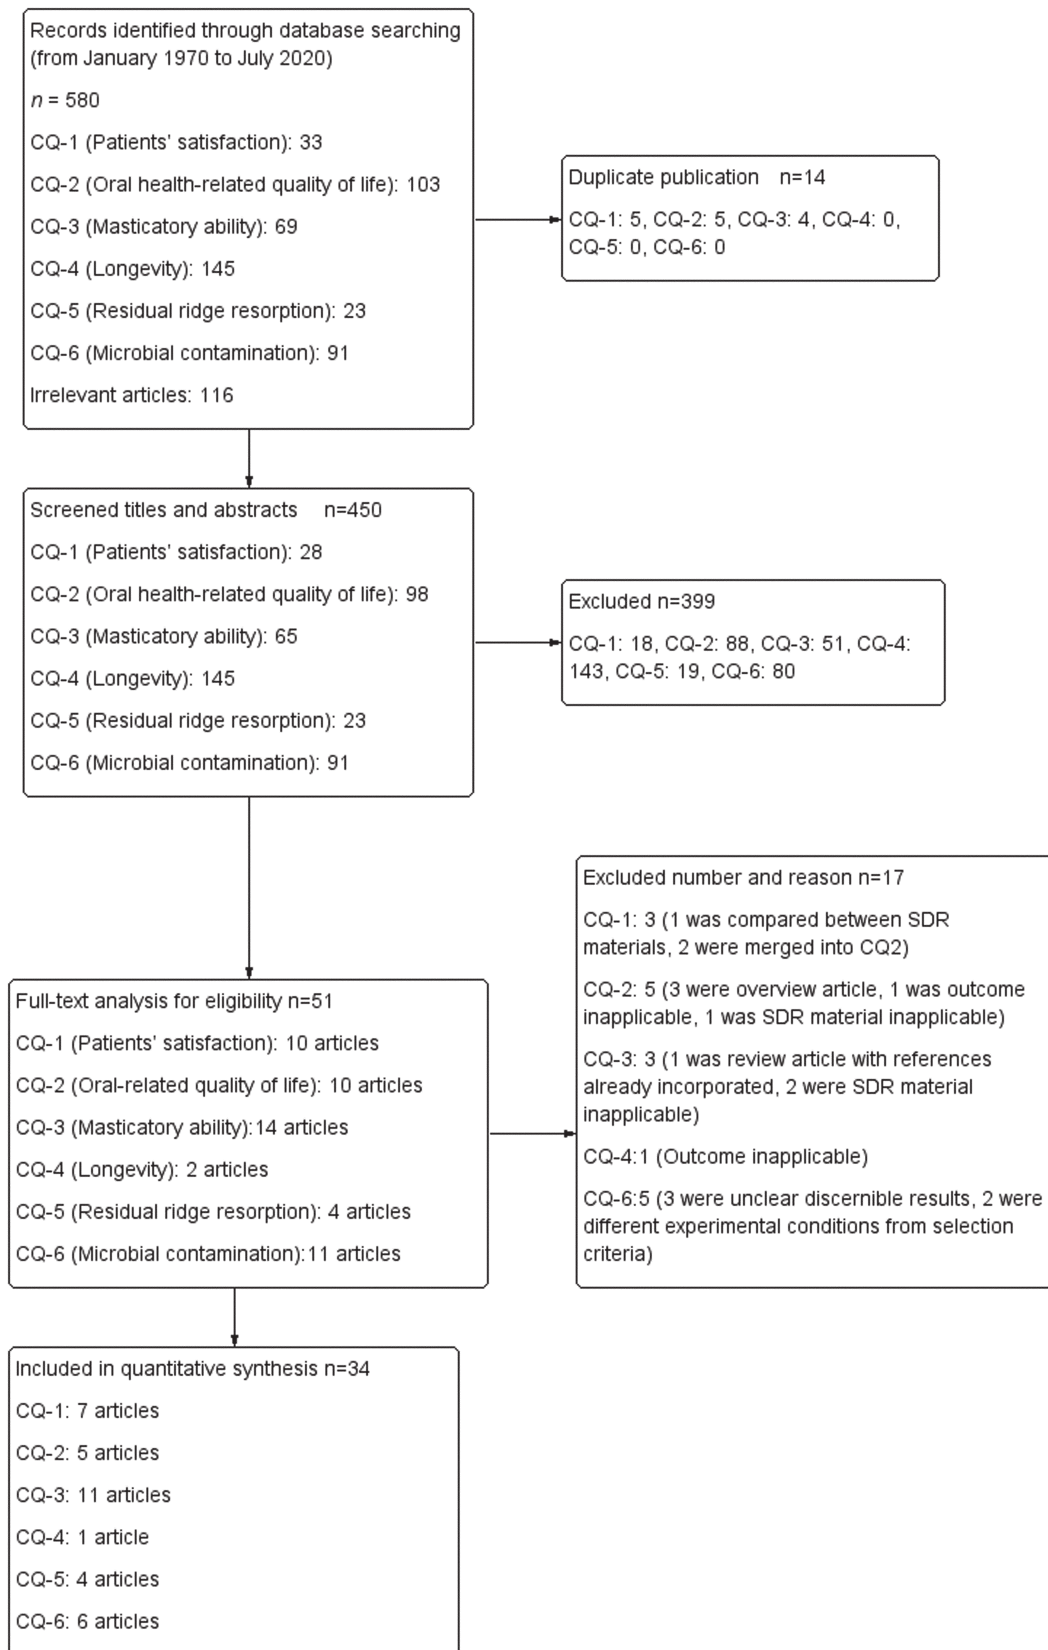 Records identified through database searching
(from January 1970 to July 2020)
n = 580
CQ-1 (Patients' satisfaction): 33
CQ-2 (Oral health-related quality of life): 103
CQ-3 (Masticatory ability): 69
CQ-4 (Longevity): 145
CQ-5 (Residual ridge resorption): 23
CQ-6 (Microbial contamination): 91
Irrelevant articles: 116
Duplicate publication n=14
CQ-1: 5, CQ-2: 5, CQ-3: 4, CQ-4: 0,
CQ-5: 0, CQ-6: 0
Screened titles and abstracts n=450
CQ-1 (Patients' satisfaction): 28
CQ-2 (Oral health-related quality of life): 98
CQ-3 (Masticatory ability): 65
CQ-4 (Longevity): 145
CQ-5 (Residual ridge resorption): 23
CQ-6 (Microbial contamination): 91
Excluded n=399
CQ-1: 18, CQ-2: 88, CQ-3: 51, CQ-4:
143, CQ-5: 19, CQ-6: 80
Full-text analysis for eligibility n=51
CQ-1 (Patients' satisfaction): 10 articles
CQ-2 (Oral-related quality of life): 10 articles
CQ-3 (Masticatory ability):14 articles
CQ-4 (Longevity): 2 articles
CQ-5 (Residual ridge resorption): 4 articles
CQ-6 (Microbial contamination):11 articles
Excluded number and reason n=17
CQ-1: 3 (1 was compared between SDR
materials, 2 were merged into CQ2)
CQ-2: 5 (3 were overview article, 1 was outcome
inapplicable, 1 was SDR material inapplicable)
CQ-3: 3 (1 was review article with references
already incorporated, 2 were SDR material
inapplicable)
CQ-4:1 (Outcome inapplicable)
CQ-6:5 (3 were unclear discernible results, 2 were
different experimental conditions from selection
criteria)
Included in quantitative synthesis n=34
CQ-1: 7 articles
CQ-2: 5 articles
CQ-3: 11 articles
CQ-4: 1 article
CQ-5: 4 articles
CQ-6: 6 articles